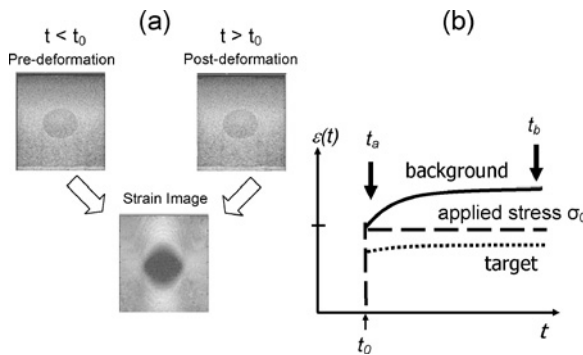 (a)
t < t0
t > t0
Pre-deformation
Post-deformation
Strain Image
(b)
ε(t)
ta
tb
background
applied stress σ0
target
t0
t